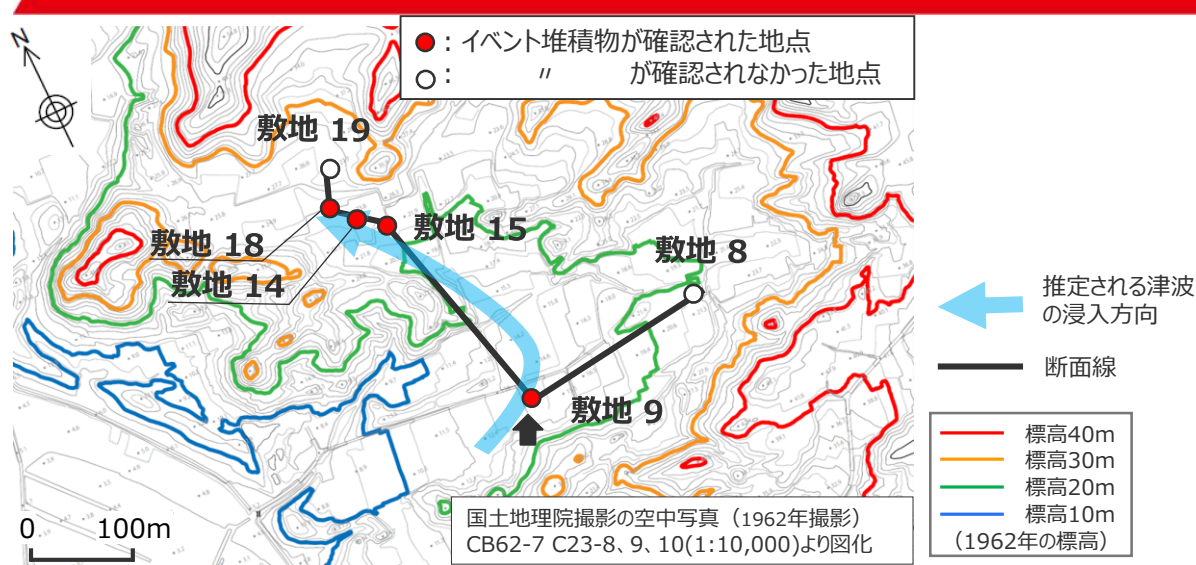 N
● : イベント堆積物が確認された地点
○ : 〃 が確認されなかった地点
敷地 19
敷地 18
敷地 15
敷地 14
敷地 8
敷地 9
推定される津波
の浸入方向
断面線
標高40m
標高30m
標高20m
標高10m
(1962年の標高)
0 100m
国土地理院撮影の空中写真（1962年撮影）
CB62-7 C23-8、9、10(1:10,000)より図化